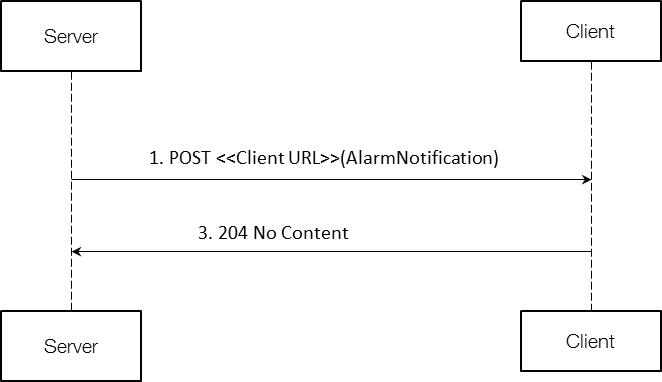 Server
Client
1. POST <<Client URL>>(AlarmNotification)
3. 204 No Content
Server
Client